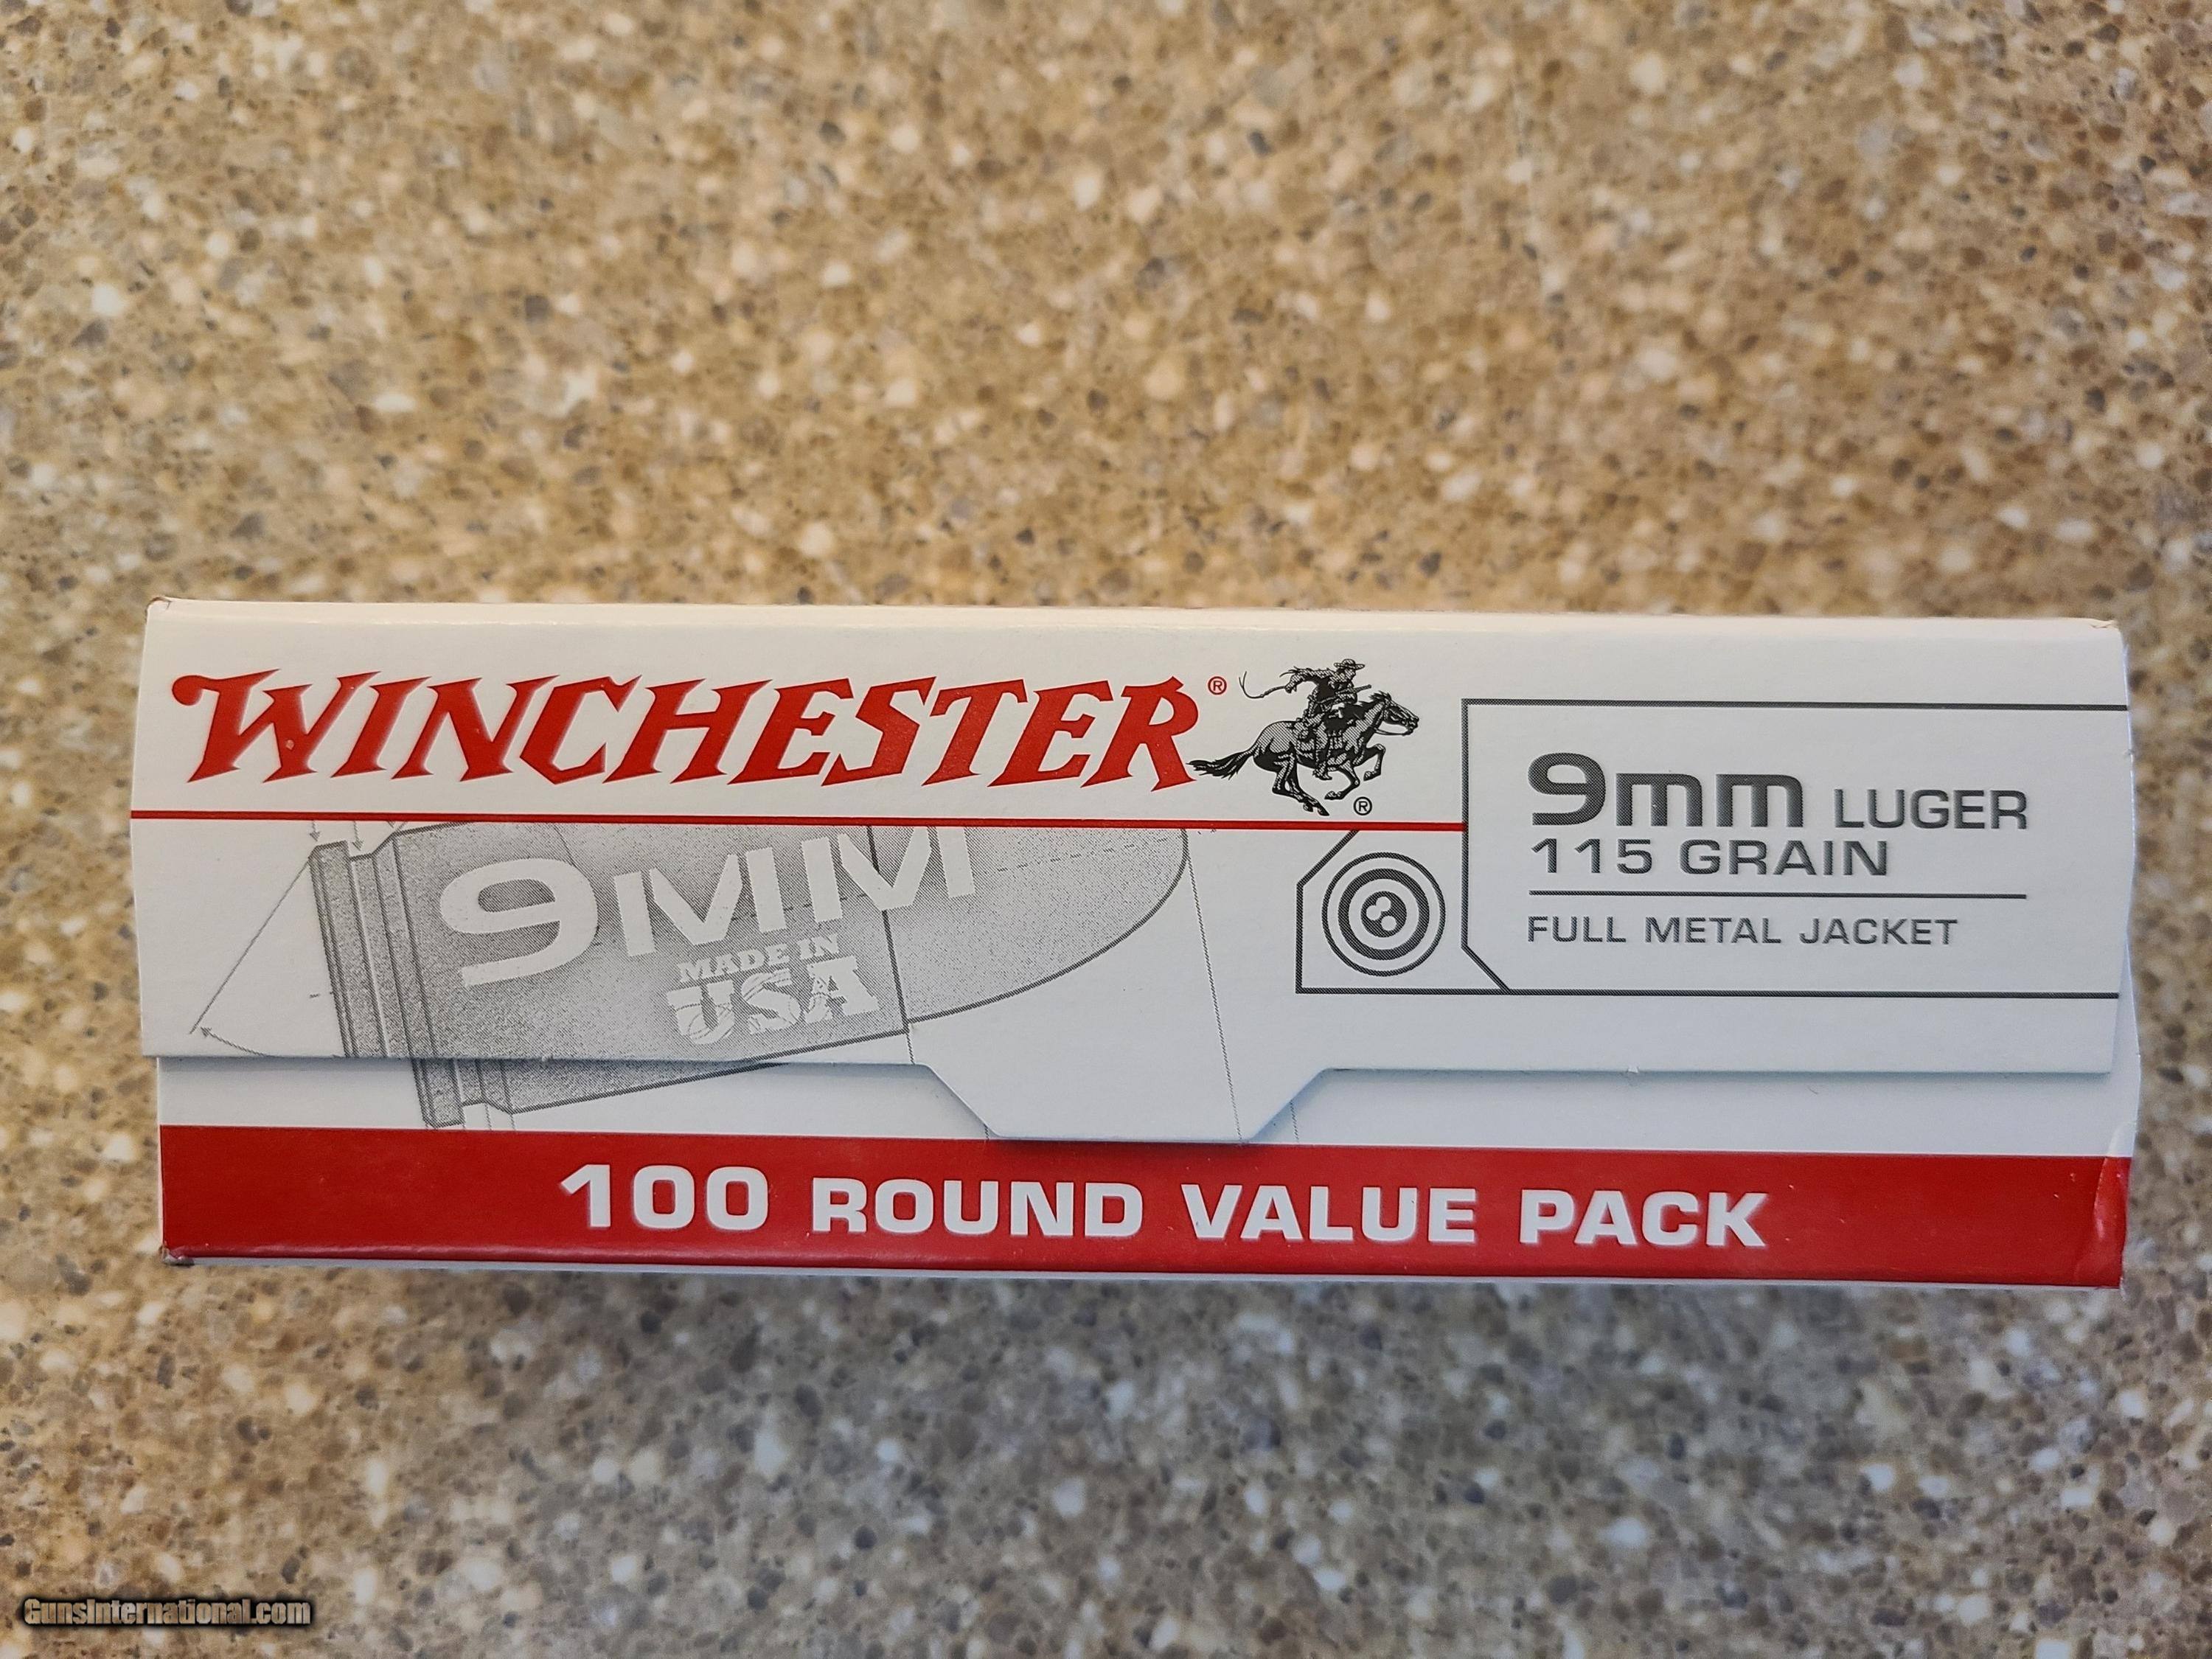 WINCHESTER®
®
9mm LUGER
115 GRAIN
FULL METAL JACKET
9MM
MADE IN
USA
100 ROUND VALUE PACK
GunsInternational.com